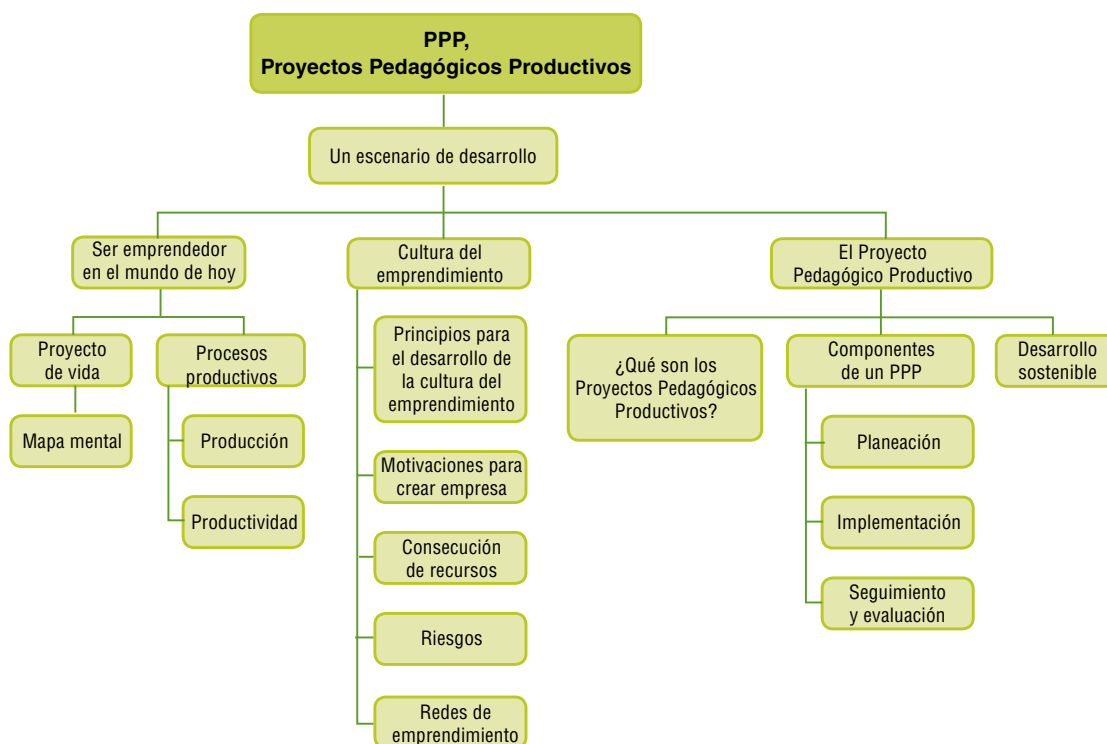 PPP,
Proyectos Pedagógicos Productivos
Un escenario de desarrollo
Ser emprendedor
en el mundo de hoy
Proyecto
de vida
Mapa mental
Procesos
productivos
Producción
Productividad
Cultura del
emprendimiento
Principios para
el desarrollo de
la cultura del
emprendimiento
Motivaciones para
crear empresa
Consecución
de recursos
Riesgos
Redes de
emprendimiento
El Proyecto
Pedagógico Productivo
¿Qué son los
Proyectos Pedagógicos
Productivos?
Componentes
de un PPP
Planeación
Implementación
Seguimiento
y evaluación
Desarrollo
sostenible